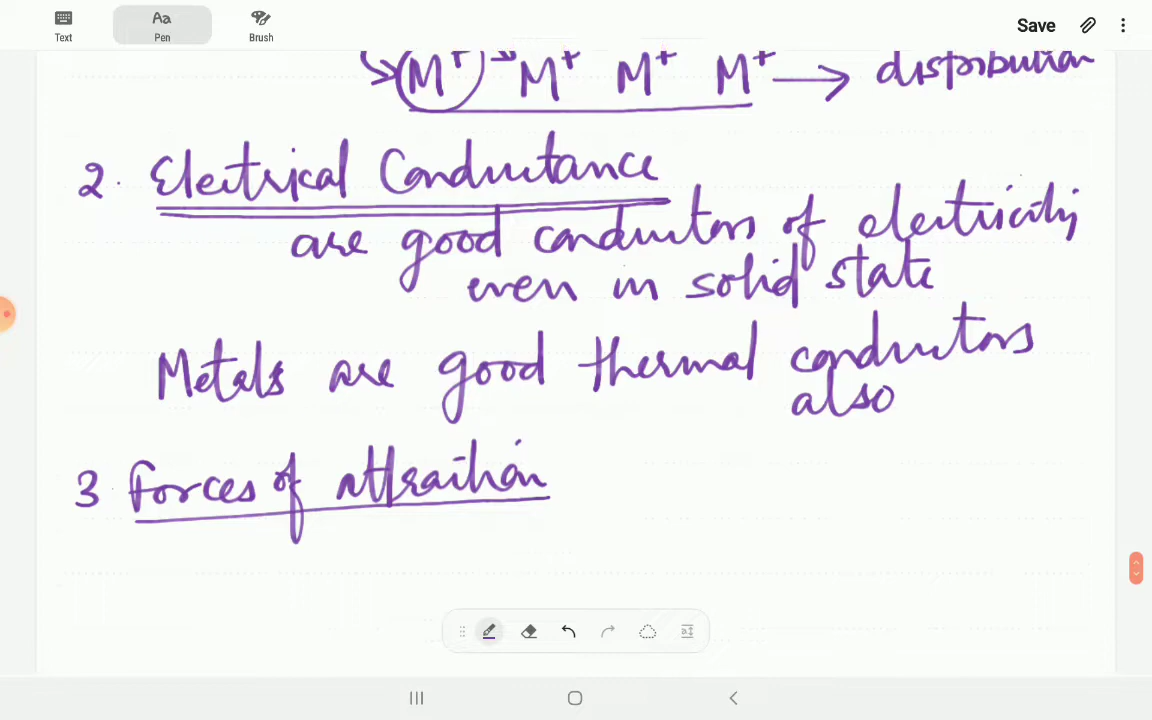 Text
Aa
Pen
Brush
Save
M⁺ M⁺ M⁺ M⁺ → distribution
2. Electrical Conductance
are good conductors of electricity
even in solid state
Metals are good thermal conductors
also
3 Forces of attraction